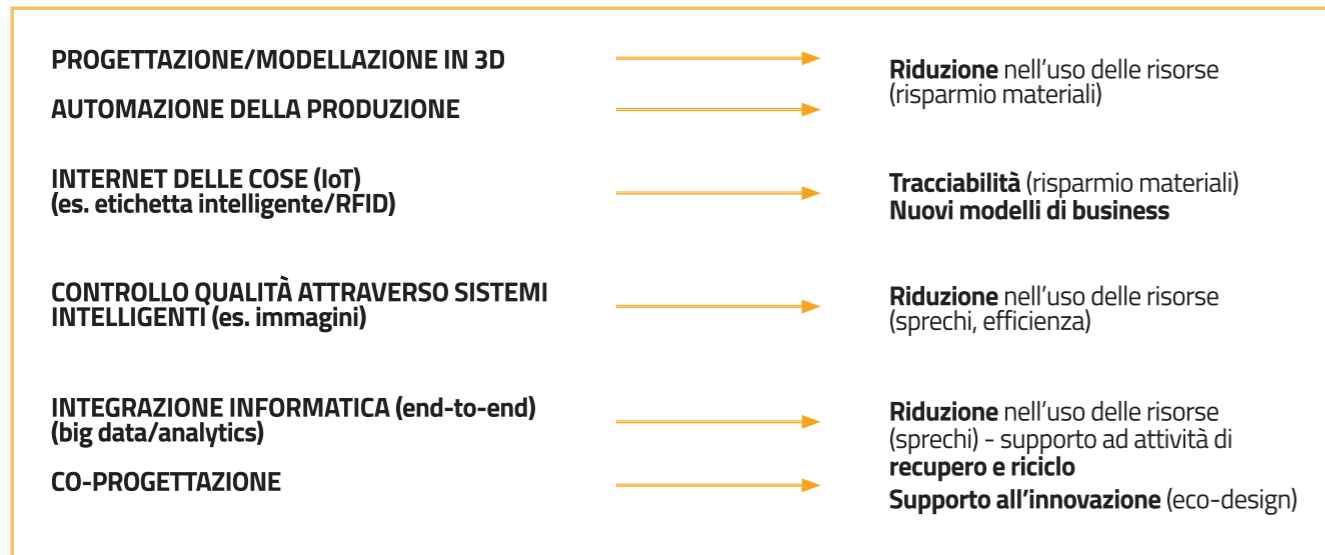 PROGETTAZIONE/MODELLAZIONE IN 3D
AUTOMAZIONE DELLA PRODUZIONE
Riduzione nell’uso delle risorse
(risparmio materiali)
INTERNET DELLE COSE (IoT)
(es. etichetta intelligente/RFID)
Tracciabilità (risparmio materiali)
Nuovi modelli di business
CONTROLLO QUALITÀ ATTRAVERSO SISTEMI
INTELLIGENTI (es. immagini)
Riduzione nell’uso delle risorse
(sprechi, efficienza)
INTEGRAZIONE INFORMATICA (end-to-end)
(big data/analytics)
CO-PROGETTAZIONE
Riduzione nell’uso delle risorse
(sprechi) - supporto ad attività di
recupero e riciclo
Supporto all’innovazione (eco-design)